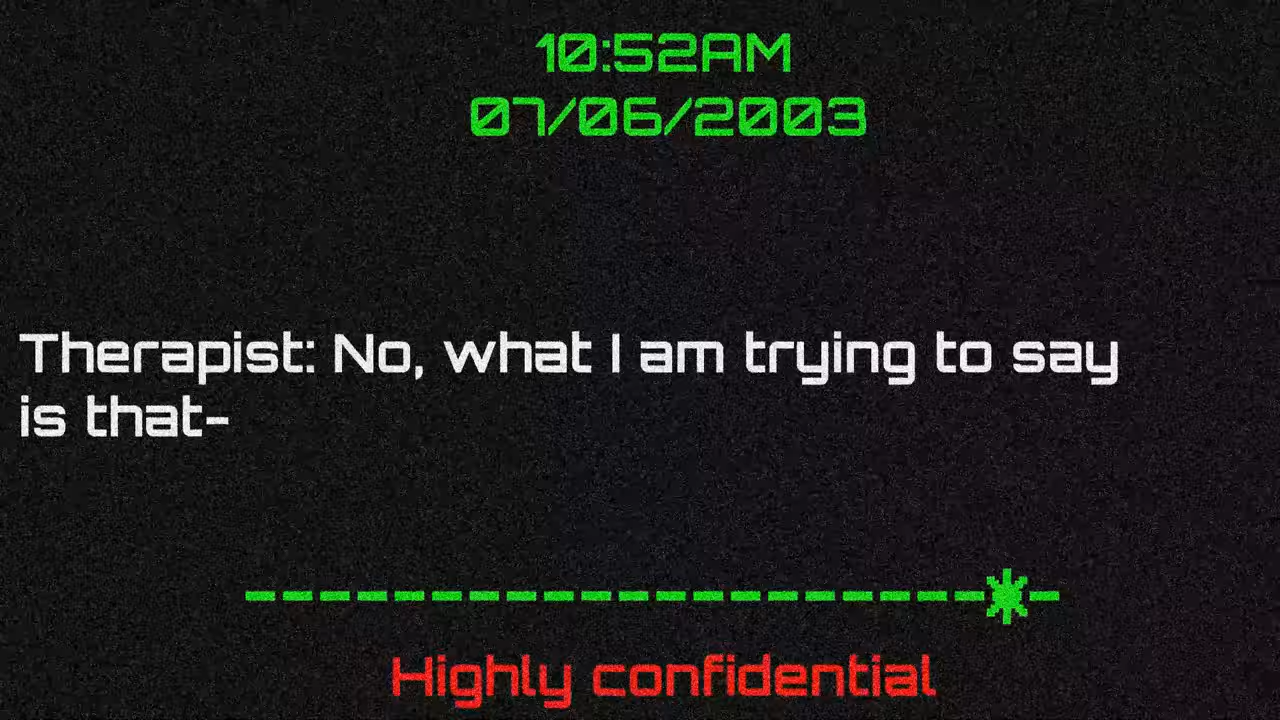 10:52AM
07/06/2003
Therapist: No, what I am trying to say
is that-
----------------------*-
Highly confidential